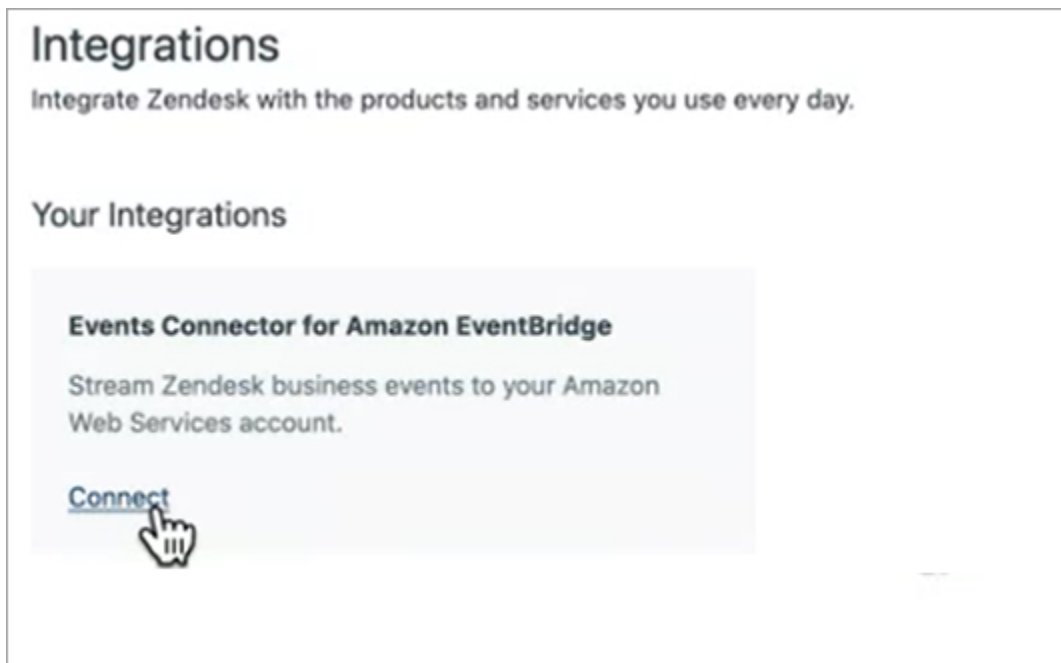 Integrations
Integrate Zendesk with the products and services you use every day.
Your Integrations
Events Connector for Amazon EventBridge
Stream Zendesk business events to your Amazon
Web Services account.
Connect